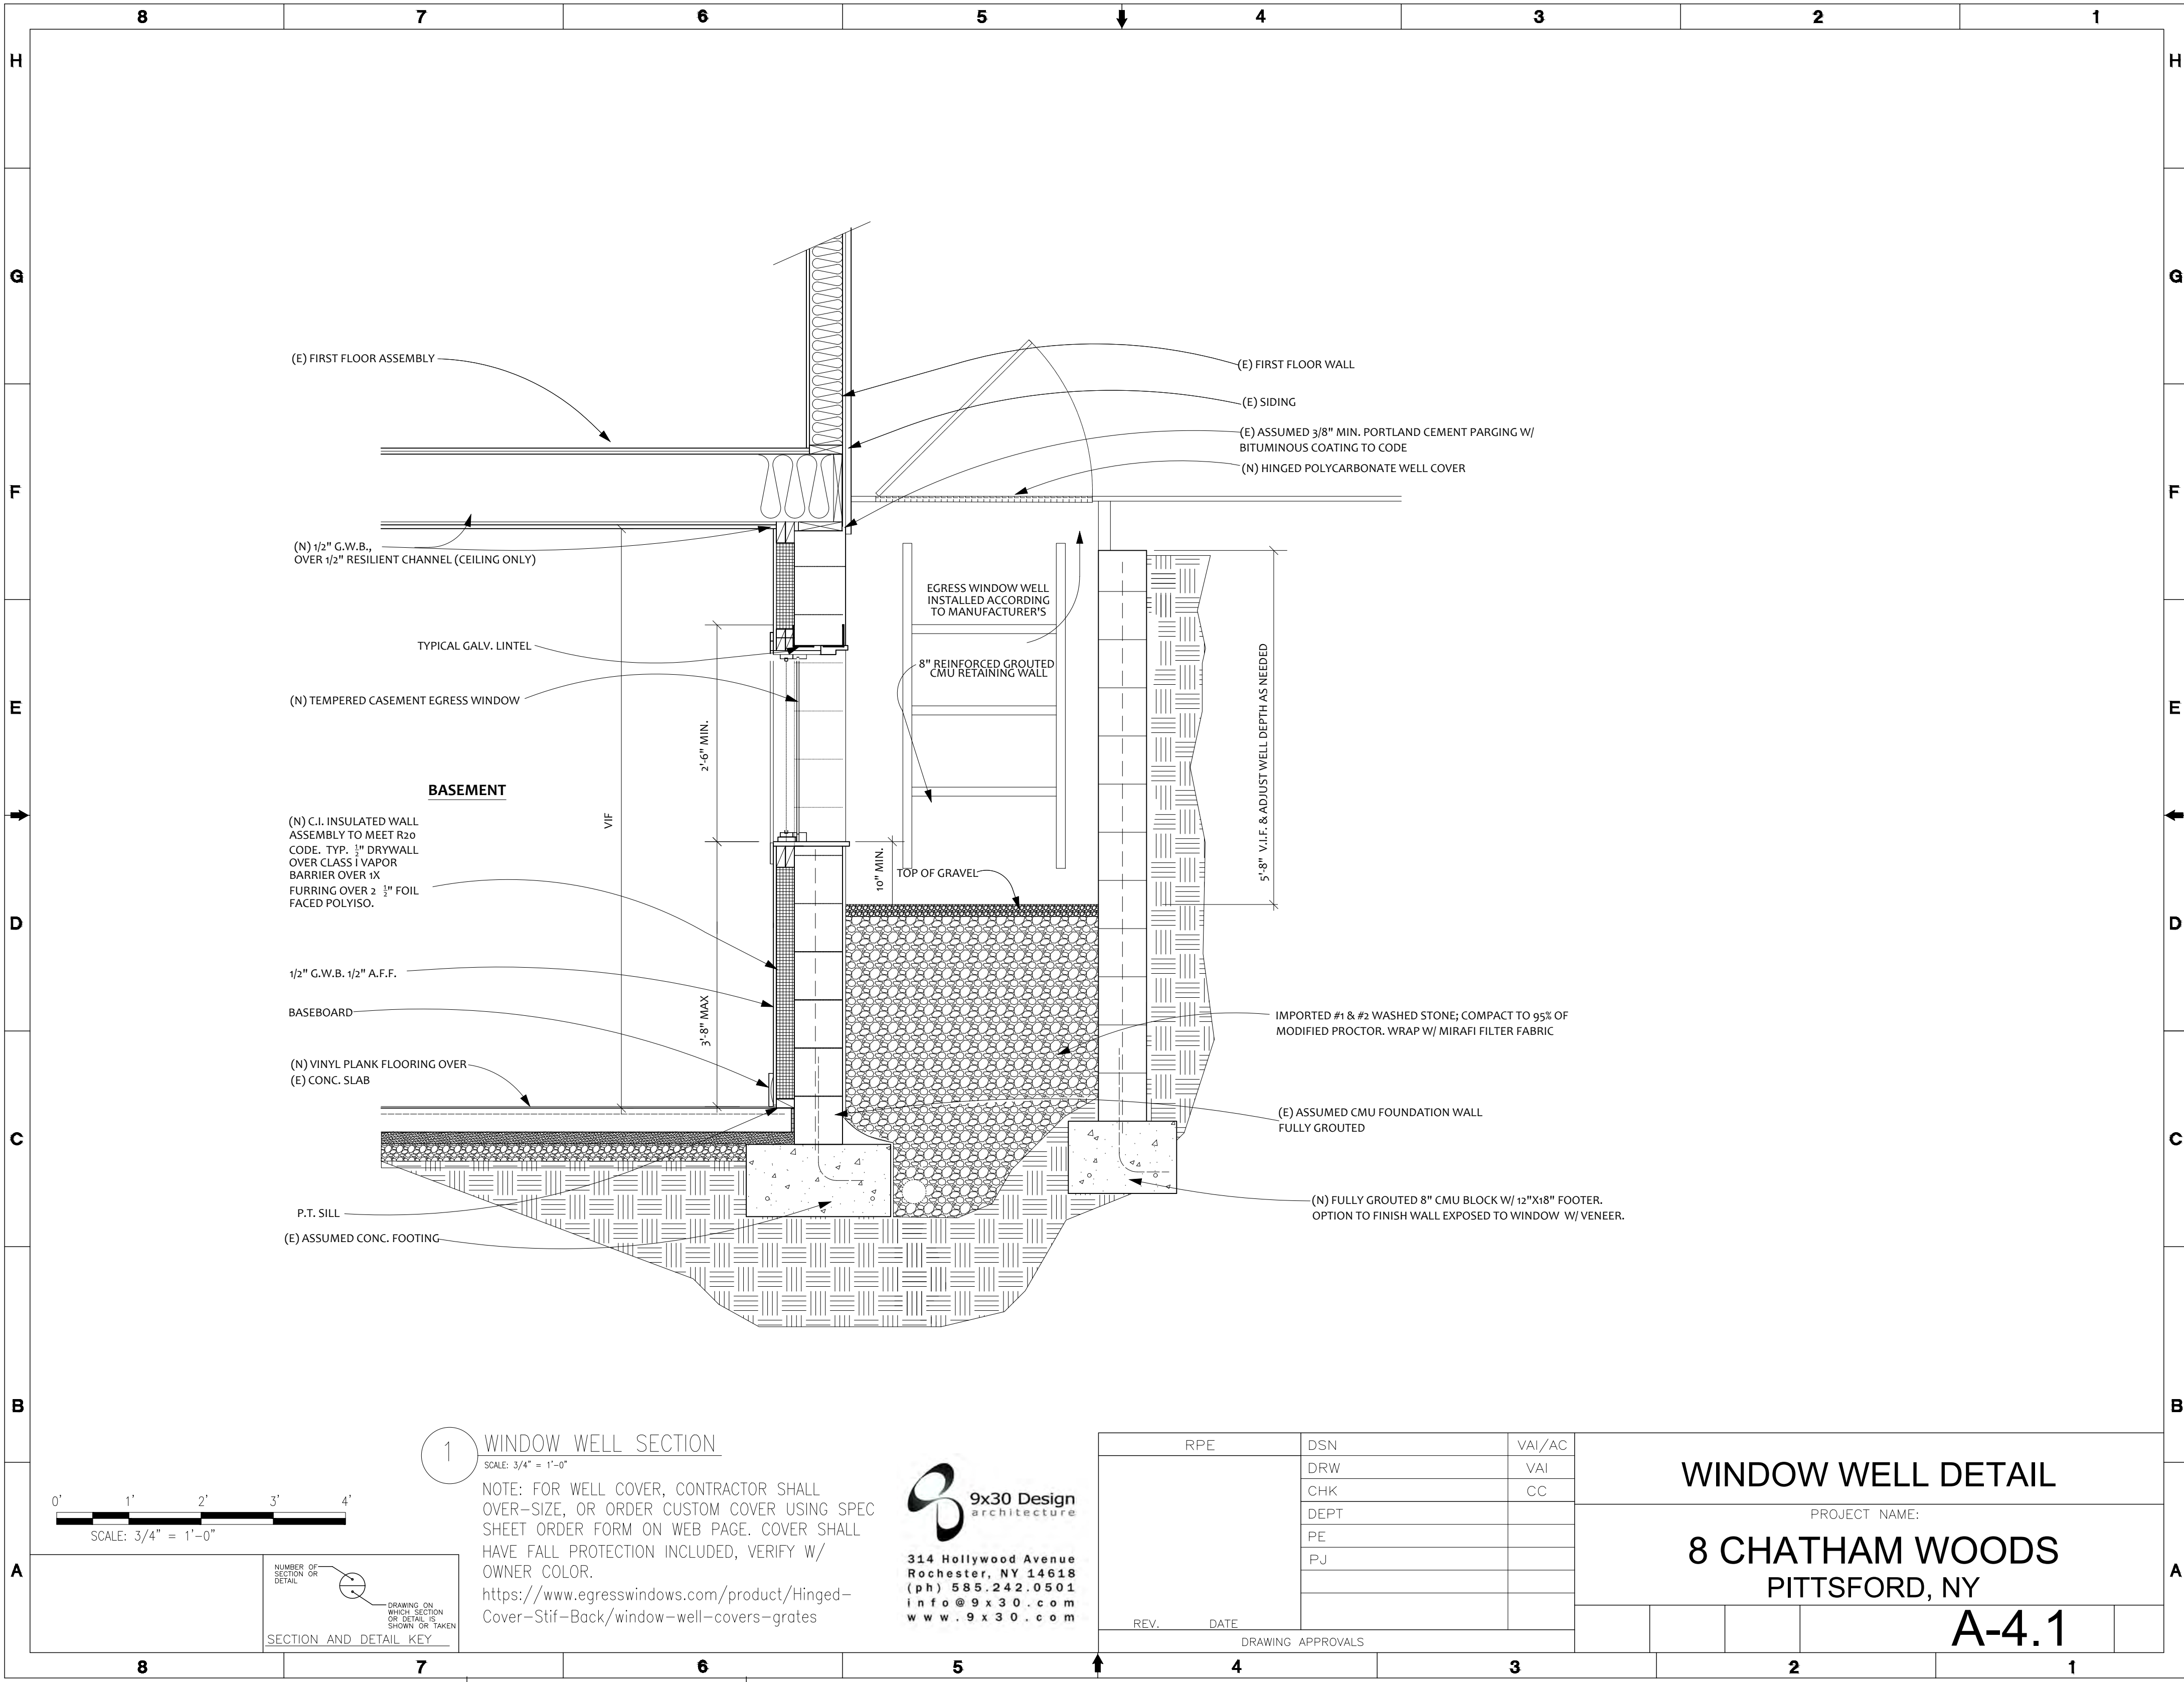 8 7 6 5 4 3 2 1
H H
G G
F F
E E
D D
C C
B B
A A
(E) FIRST FLOOR ASSEMBLY
(E) FIRST FLOOR WALL
(E) SIDING
(E) ASSUMED 3/8" MIN. PORTLAND CEMENT PARGING W/
BITUMINOUS COATING TO CODE
(N) HINGED POLYCARBONATE WELL COVER
(N) 1/2" G.W.B.,
OVER 1/2" RESILIENT CHANNEL (CEILING ONLY)
EGRESS WINDOW WELL
INSTALLED ACCORDING
TO MANUFACTURER'S
TYPICAL GALV. LINTEL
8" REINFORCED GROUTED
CMU RETAINING WALL
(N) TEMPERED CASEMENT EGRESS WINDOW
2'-6" MIN.
5'-8" V.I.F. & ADJUST WELL DEPTH AS NEEDED
BASEMENT
VIF
(N) C.I. INSULATED WALL
ASSEMBLY TO MEET R20
CODE. TYP. 1/2" DRYWALL
OVER CLASS I VAPOR
BARRIER OVER 1X
FURRING OVER 2 1/2" FOIL
FACED POLYISO.
10" MIN.
TOP OF GRAVEL
1/2" G.W.B. 1/2" A.F.F.
BASEBOARD
3'-8" MAX
IMPORTED #1 & #2 WASHED STONE; COMPACT TO 95% OF
MODIFIED PROCTOR. WRAP W/ MIRAFI FILTER FABRIC
(N) VINYL PLANK FLOORING OVER
(E) CONC. SLAB
(E) ASSUMED CMU FOUNDATION WALL
FULLY GROUTED
P.T. SILL
(E) ASSUMED CONC. FOOTING
(N) FULLY GROUTED 8" CMU BLOCK W/ 12"X18" FOOTER.
OPTION TO FINISH WALL EXPOSED TO WINDOW W/ VENEER.
1 WINDOW WELL SECTION
SCALE: 3/4" = 1'-0"
NOTE: FOR WELL COVER, CONTRACTOR SHALL
OVER-SIZE, OR ORDER CUSTOM COVER USING SPEC
SHEET ORDER FORM ON WEB PAGE. COVER SHALL
HAVE FALL PROTECTION INCLUDED, VERIFY W/
OWNER COLOR.
https://www.egresswindows.com/product/Hinged-
Cover-Stif-Back/window-well-covers-grates
0' 1' 2' 3' 4'
SCALE: 3/4" = 1'-0"
NUMBER OF
SECTION OR
DETAIL
DRAWING ON
WHICH SECTION
OR DETAIL IS
SHOWN OR TAKEN
SECTION AND DETAIL KEY
9x30 Design
architecture
314 Hollywood Avenue
Rochester, NY 14618
(ph) 585.242.0501
info@9x30.com
www.9x30.com
RPE
DSN VAI/AC
DRW VAI
CHK CC
DEPT
PE
PJ
REV. DATE
DRAWING APPROVALS
WINDOW WELL DETAIL
PROJECT NAME:
8 CHATHAM WOODS
PITTSFORD, NY
A-4.1
8 7 6 5 4 3 2 1